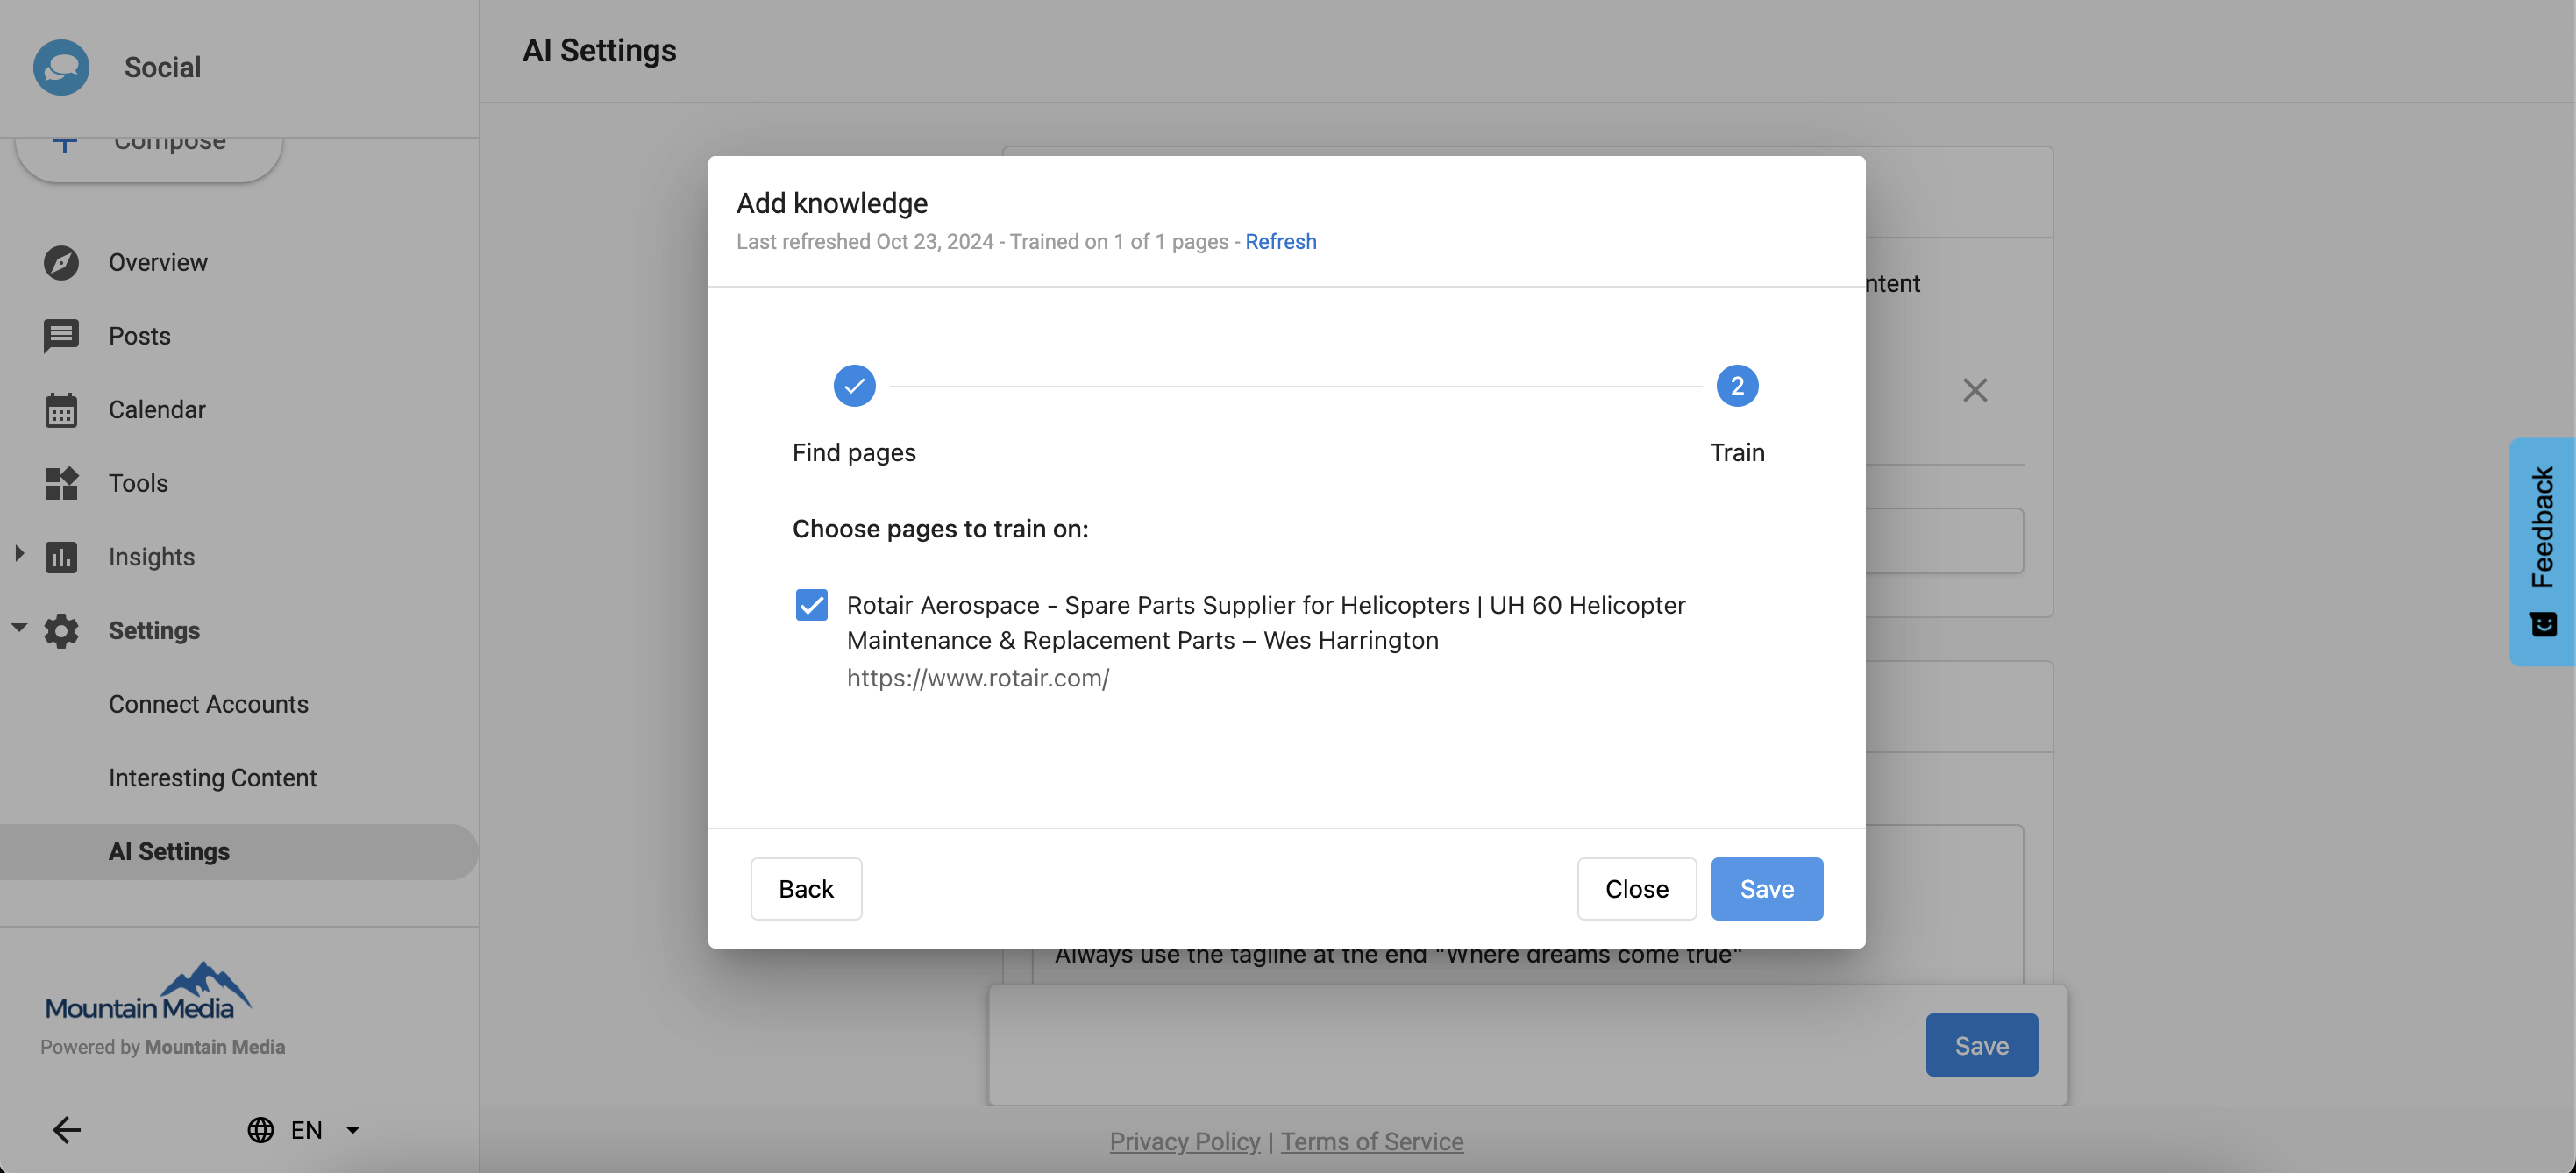 Social
Compose
Overview
Posts
Calendar
Tools
Insights
Settings
Connect Accounts
Interesting Content
AI Settings
Mountain Media
Powered by Mountain Media
EN
AI Settings
Add knowledge
Last refreshed Oct 23, 2024 - Trained on 1 of 1 pages - Refresh
ntent
2
Find pages
Train
Choose pages to train on:
Rotair Aerospace - Spare Parts Supplier for Helicopters | UH 60 Helicopter
Maintenance & Replacement Parts – Wes Harrington
https://www.rotair.com/
Back
Close
Save
Always use the tagline at the end "Where dreams come true"
Save
Privacy Policy | Terms of Service
Feedback